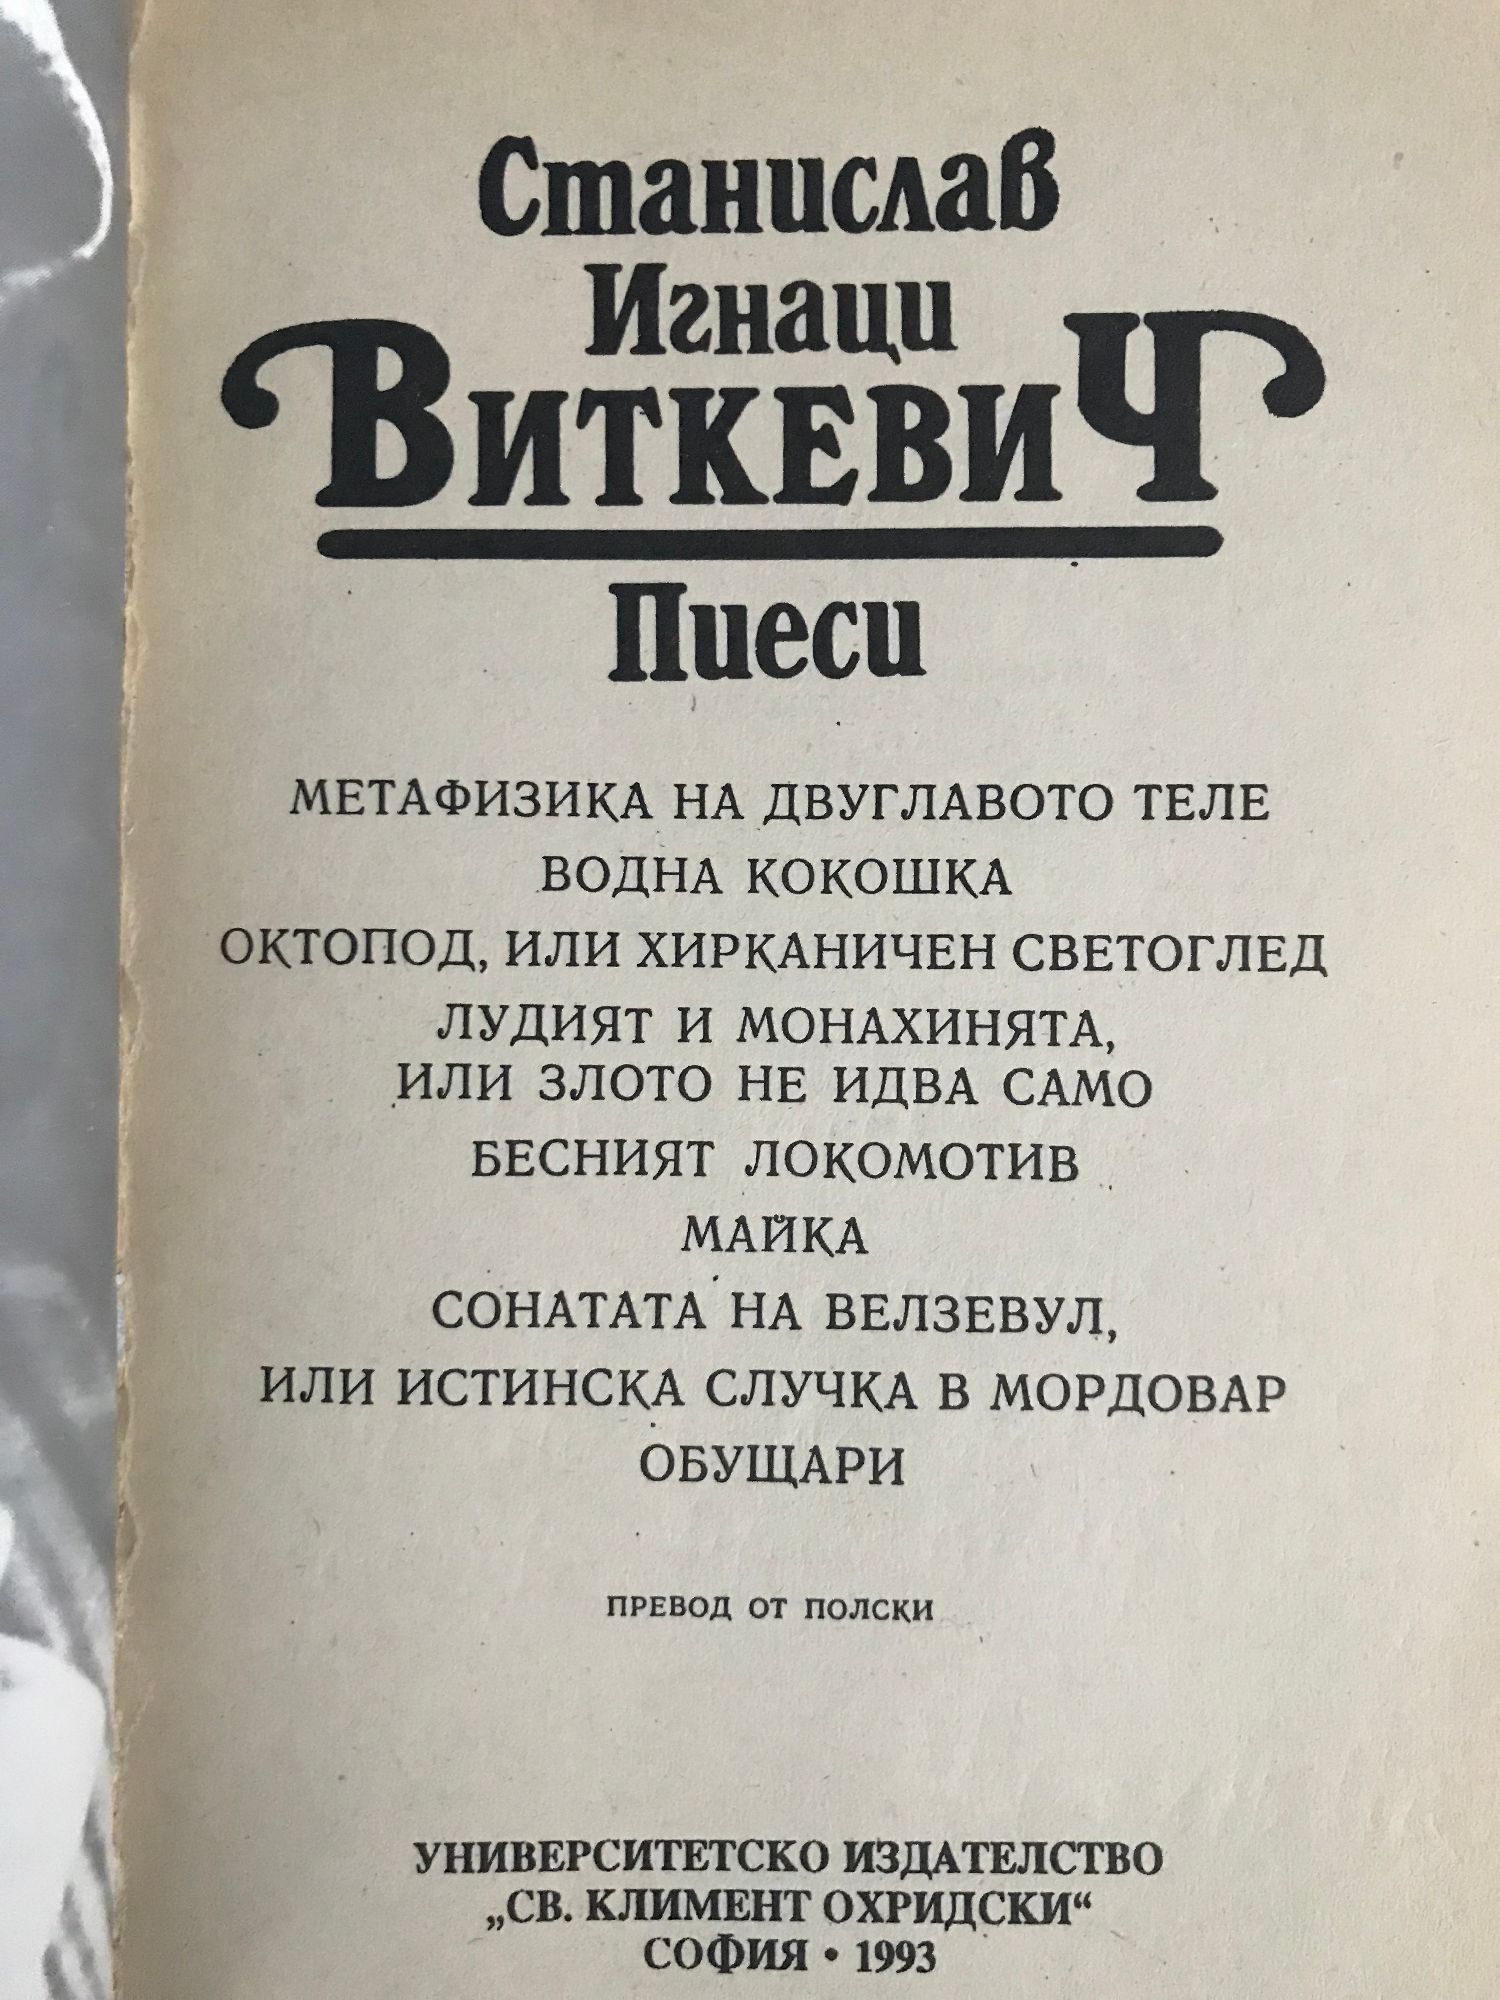 Станислав
Игнаци
ВИТКЕВИЧ
Пиеси
МЕТАФИЗИКА НА ДВУГЛАВОТО ТЕЛЕ
ВОДНА КОКОШКА
ОКТОПОД, ИЛИ ХИРКАНИЧЕН СВЕТОГЛЕД
ЛУДИЯТ И МОНАХИНЯТА,
ИЛИ ЗЛОТО НЕ ИДВА САМО
БЕСНИЯТ ЛОКОМОТИВ
МАЙКА
СОНАТАТА НА ВЕЛЗЕВУЛ,
ИЛИ ИСТИНСКА СЛУЧКА В МОРДОВАР
ОБУЩАРИ
ПРЕВОД ОТ ПОЛСКИ
УНИВЕРСИТЕТСКО ИЗДАТЕЛСТВО
„СВ. КЛИМЕНТ ОХРИДСКИ“
СОФИЯ • 1993